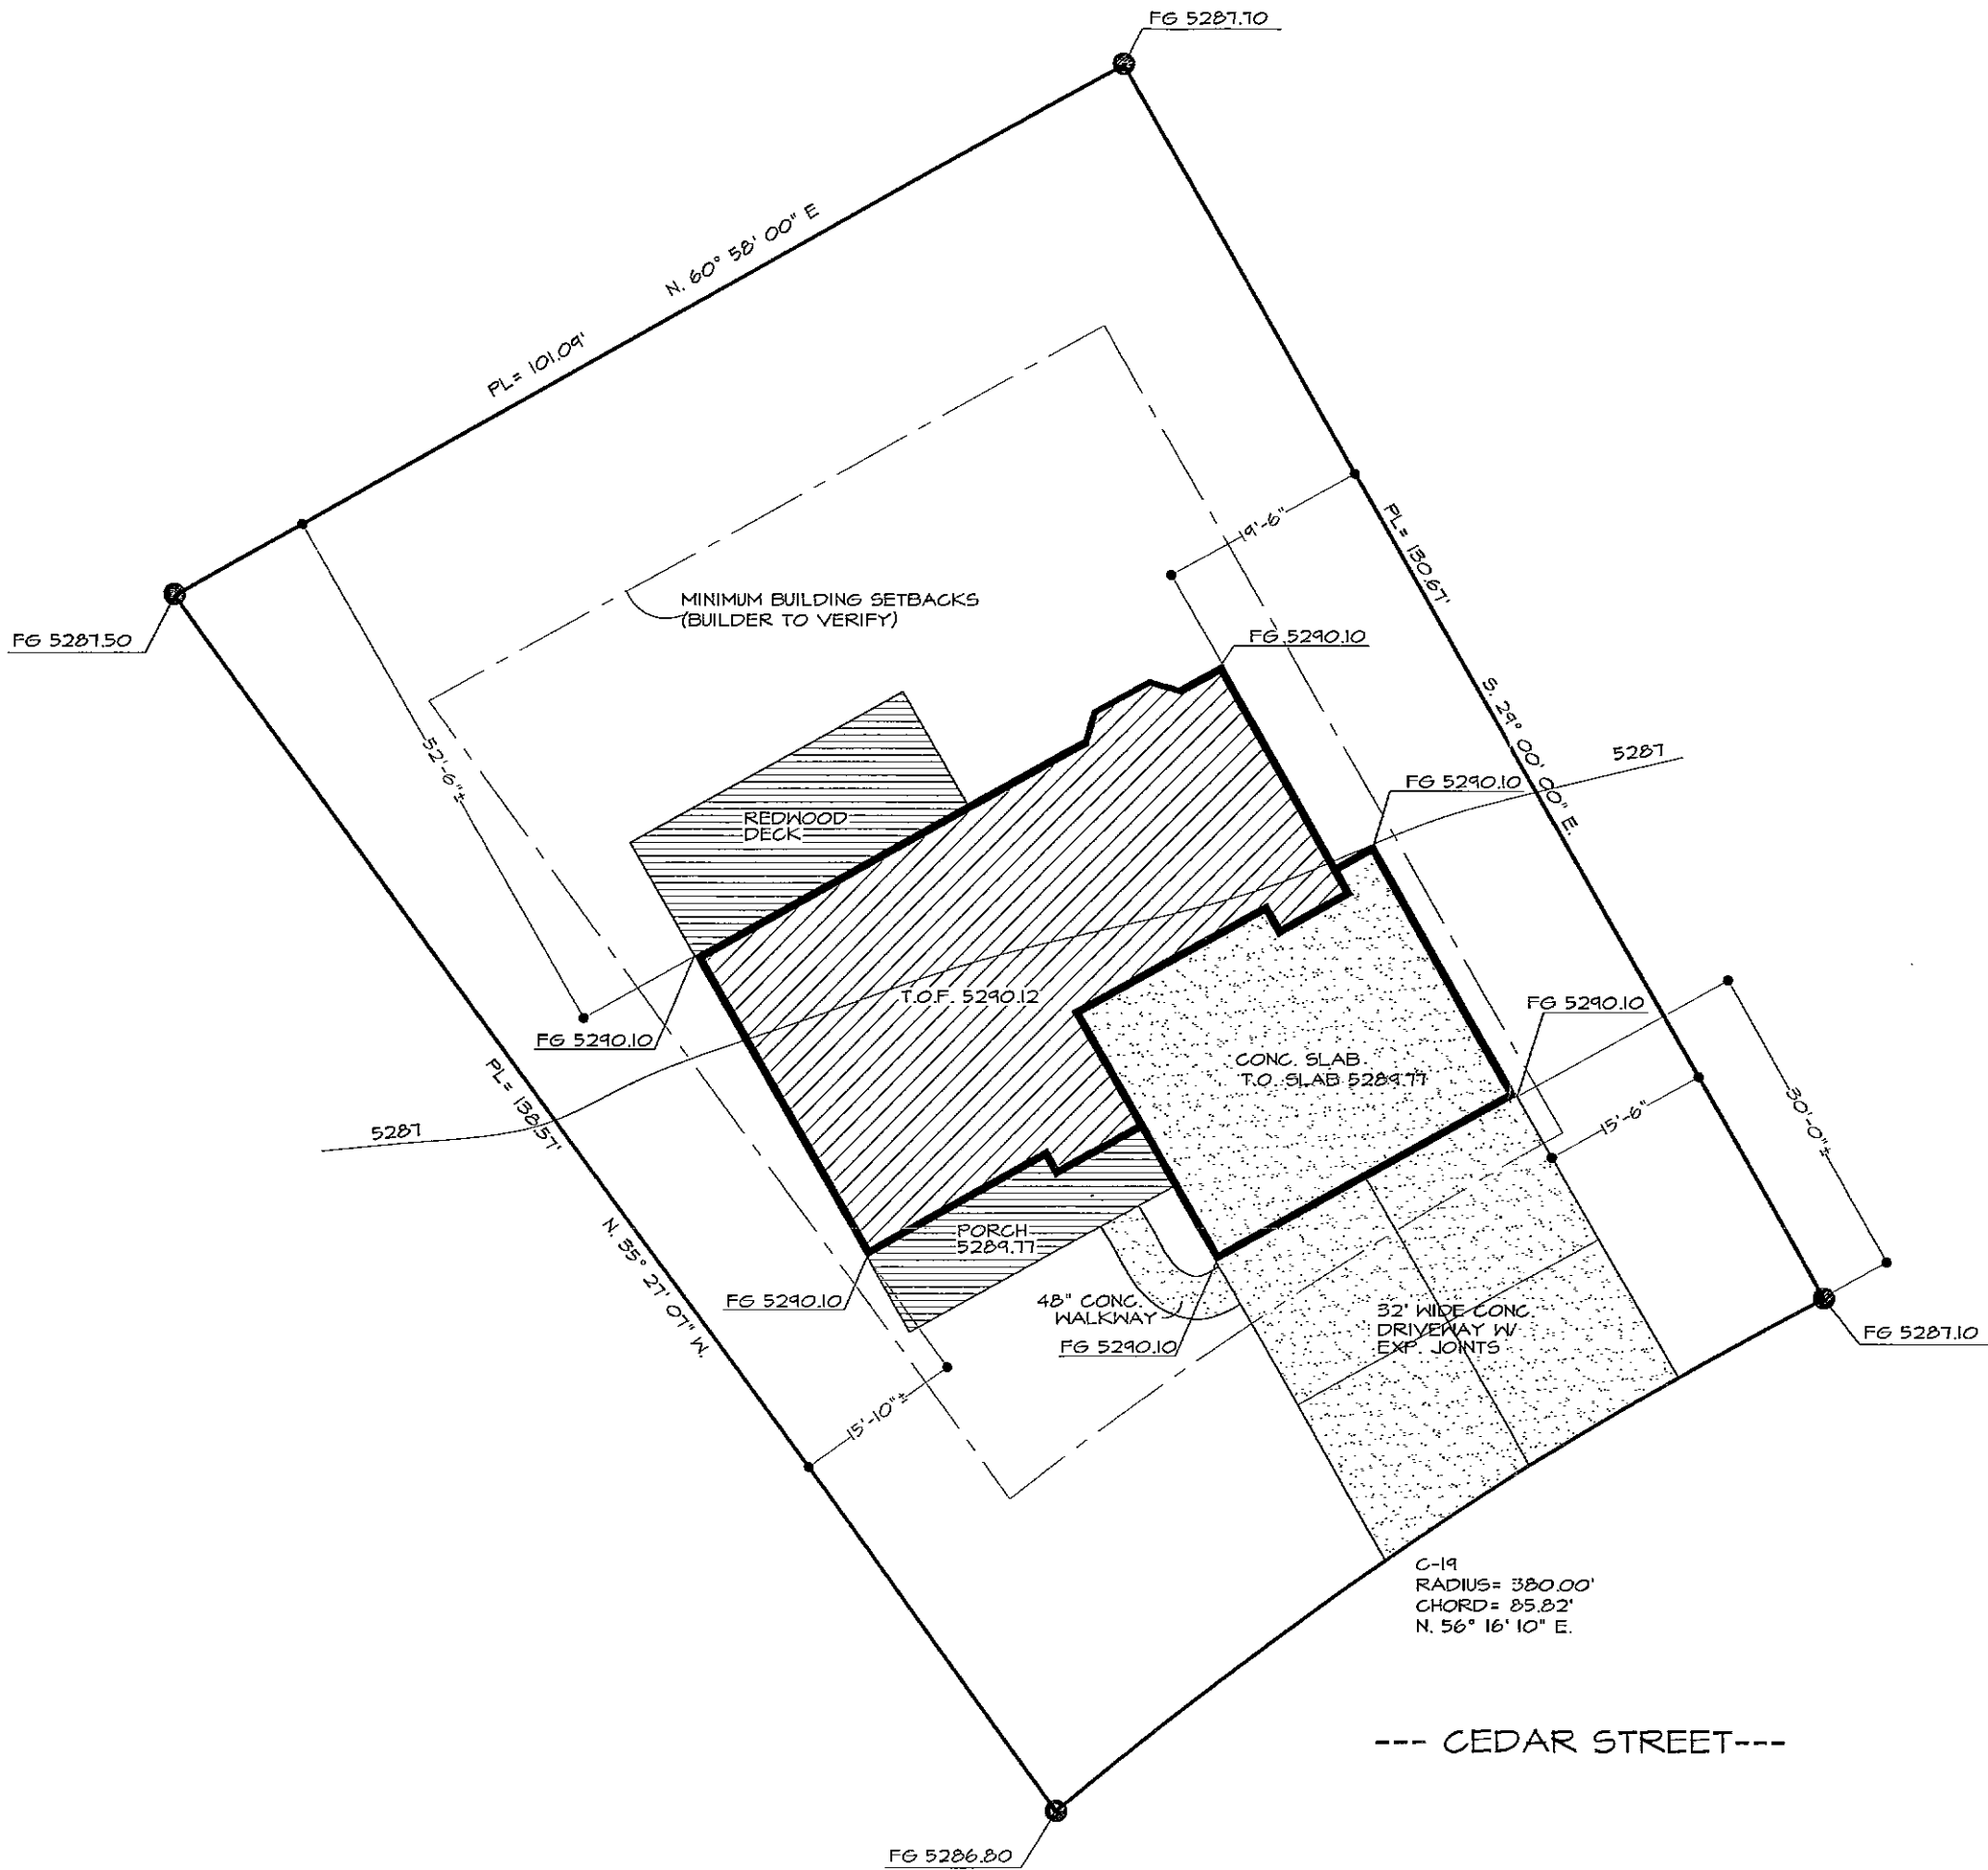 FG 5287.70
N. 60° 58' 00" E
PL= 101.09'
19'-6"
PL= 130.67'
MINIMUM BUILDING SETBACKS
(BUILDER TO VERIFY)
FG 5287.50
FG 5290.10
S. 29° 00' 00" E.
52'-6"±
5287
FG 5290.10
REDWOOD
DECK
T.O.F. 5290.12
FG 5290.10
FG 5290.10
CONC. SLAB
T.O. SLAB 5289.77
PL= 138.57'
5287
15'-6"
30'-0"±
N. 35° 27' 07" W.
PORCH
5289.77
FG 5290.10
48" CONC.
WALKWAY
FG 5290.10
32' WIDE CONC.
DRIVEWAY W/
EXP. JOINTS
FG 5287.10
15'-10"±
C-19
RADIUS= 380.00'
CHORD= 85.82'
N. 56° 16' 10" E.
--- CEDAR STREET---
FG 5286.80